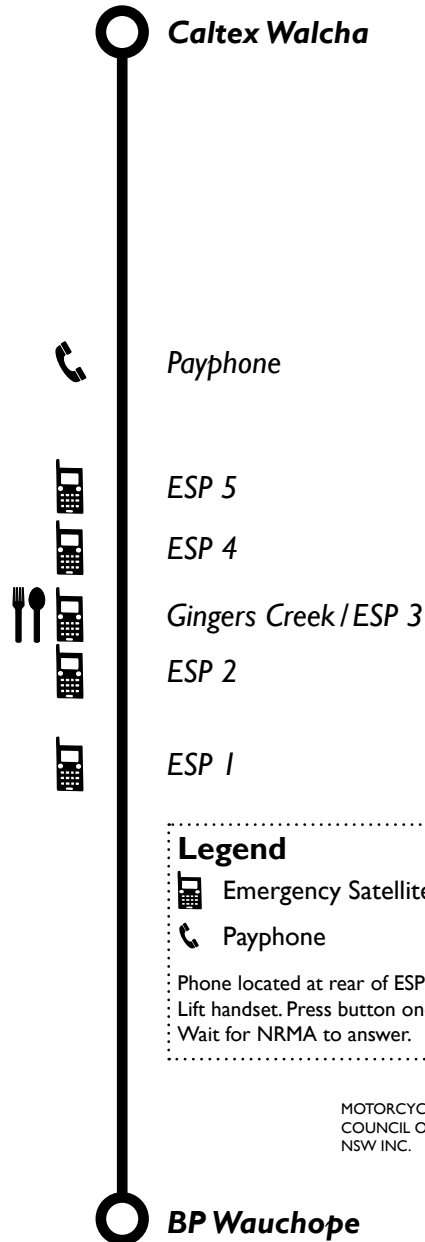 Caltex Walcha
Payphone
ESP 5
ESP 4
Gingers Creek / ESP 3
ESP 2
ESP 1
Legend
Emergency Satellite
Payphone
Phone located at rear of ESP
Lift handset. Press button
Wait for NRMA to answer.
COUNCIL
NSW INC.
BP Wauchope